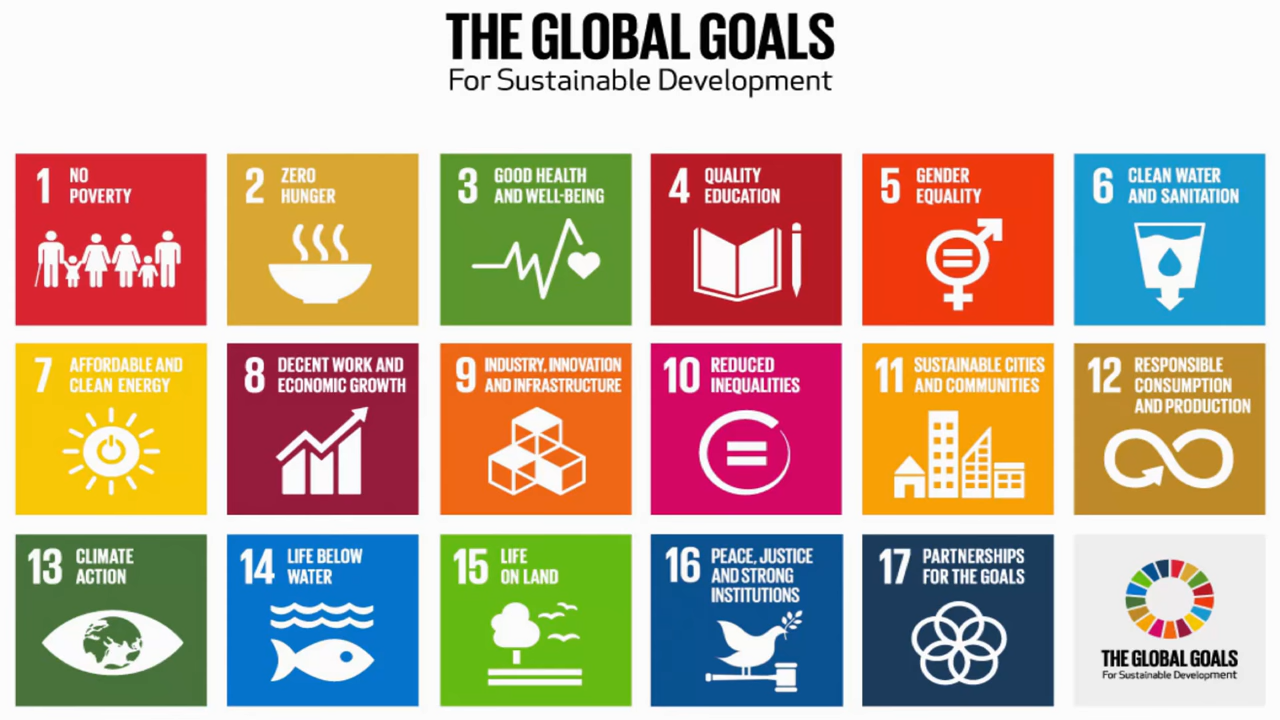 THE GLOBAL GOALS
For Sustainable Development
1 NO
POVERTY
2 ZERO
HUNGER
3 GOOD HEALTH
AND WELL-BEING
4 QUALITY
EDUCATION
5 GENDER
EQUALITY
6 CLEAN WATER
AND SANITATION
7 AFFORDABLE AND
CLEAN ENERGY
8 DECENT WORK AND
ECONOMIC GROWTH
9 INDUSTRY, INNOVATION
AND INFRASTRUCTURE
10 REDUCED
INEQUALITIES
11 SUSTAINABLE CITIES
AND COMMUNITIES
12 RESPONSIBLE
CONSUMPTION
AND PRODUCTION
13 CLIMATE
ACTION
14 LIFE BELOW
WATER
15 LIFE
ON LAND
16 PEACE, JUSTICE
AND STRONG
INSTITUTIONS
17 PARTNERSHIPS
FOR THE GOALS
THE GLOBAL GOALS
For Sustainable Development